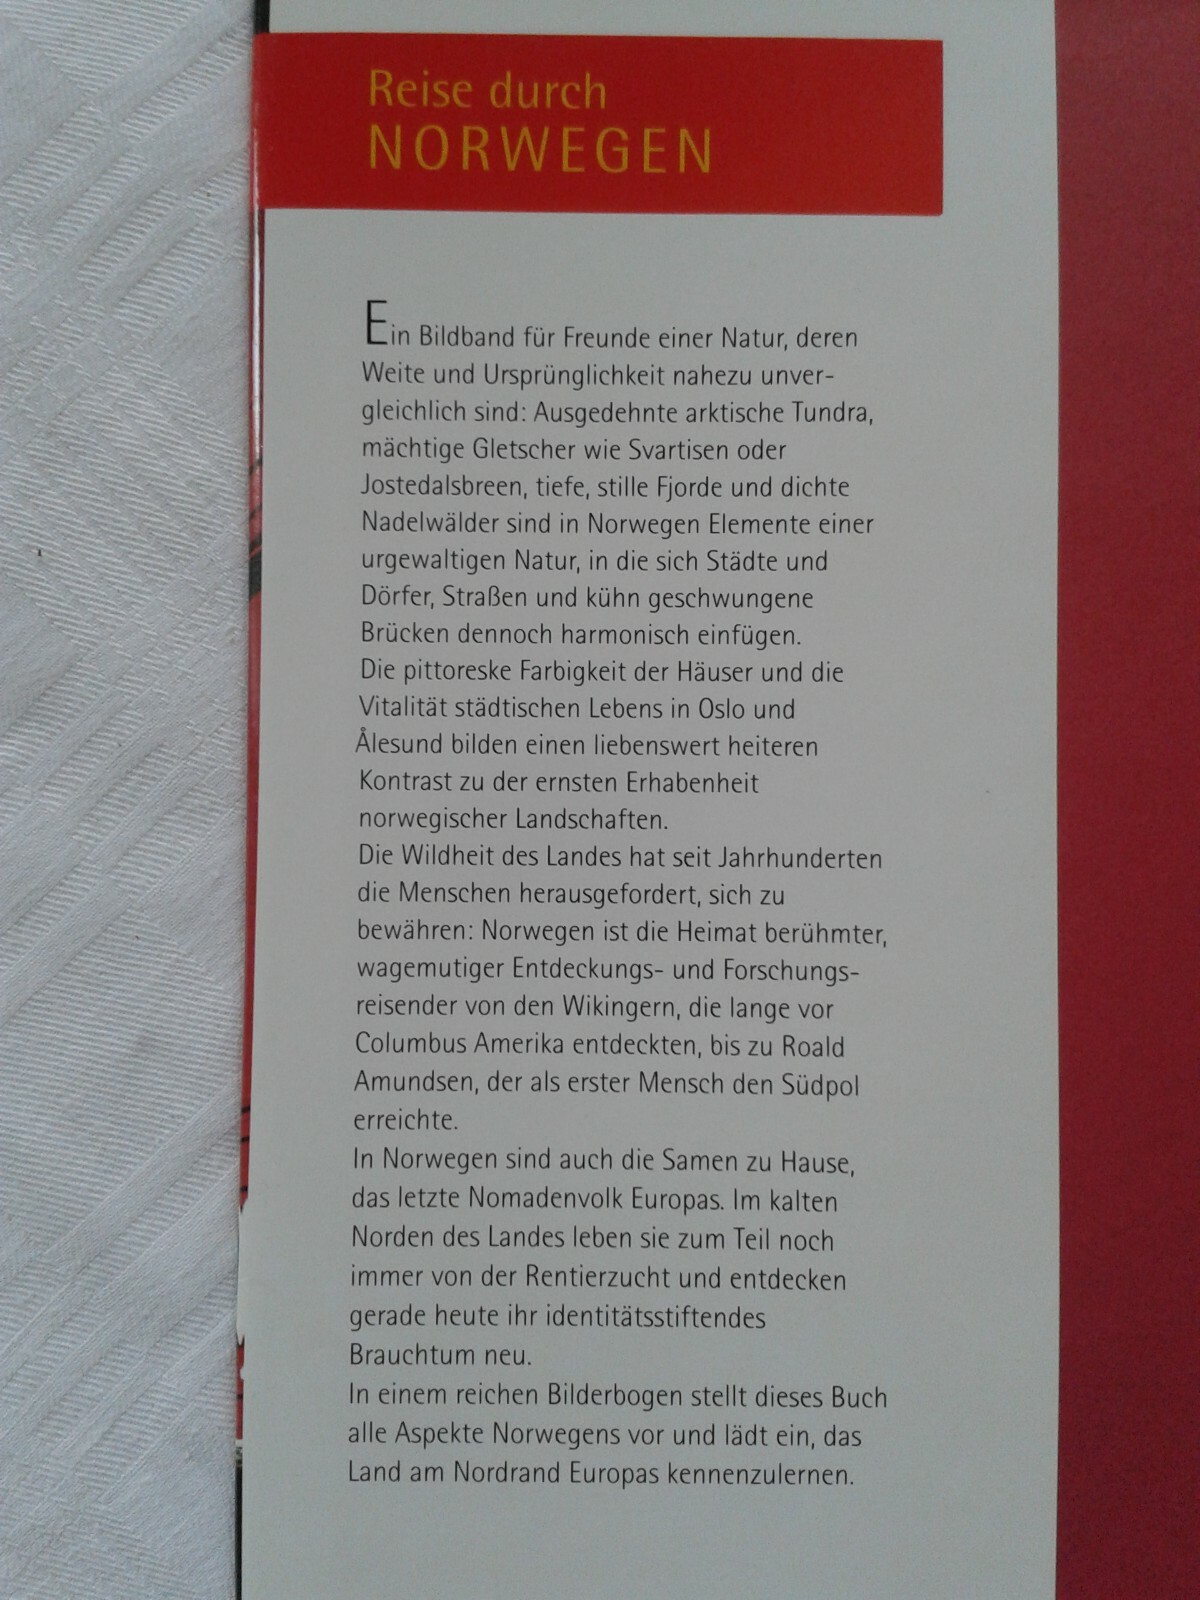 Reise durch
NORWEGEN
Ein Bildband für Freunde einer Natur, deren
Weite und Ursprünglichkeit nahezu unver-
gleichlich sind: Ausgedehnte arktische Tundra,
mächtige Gletscher wie Svartisen oder
Jostedalsbreen, tiefe, stille Fjorde und dichte
Nadelwälder sind in Norwegen Elemente einer
urgewaltigen Natur, in die sich Städte und
Dörfer, Straßen und kühn geschwungene
Brücken dennoch harmonisch einfügen.
Die pittoreske Farbigkeit der Häuser und die
Vitalität städtischen Lebens in Oslo und
Ålesund bilden einen liebenswert heiteren
Kontrast zu der ernsten Erhabenheit
norwegischer Landschaften.
Die Wildheit des Landes hat seit Jahrhunderten
die Menschen herausgefordert, sich zu
bewähren: Norwegen ist die Heimat berühmter,
wagemutiger Entdeckungs- und Forschungs-
reisender von den Wikingern, die lange vor
Columbus Amerika entdeckten, bis zu Roald
Amundsen, der als erster Mensch den Südpol
erreichte.
In Norwegen sind auch die Samen zu Hause,
das letzte Nomadenvolk Europas. Im kalten
Norden des Landes leben sie zum Teil noch
immer von der Rentierzucht und entdecken
gerade heute ihr identitätsstiftendes
Brauchtum neu.
In einem reichen Bilderbogen stellt dieses Buch
alle Aspekte Norwegens vor und lädt ein, das
Land am Nordrand Europas kennenzulernen.